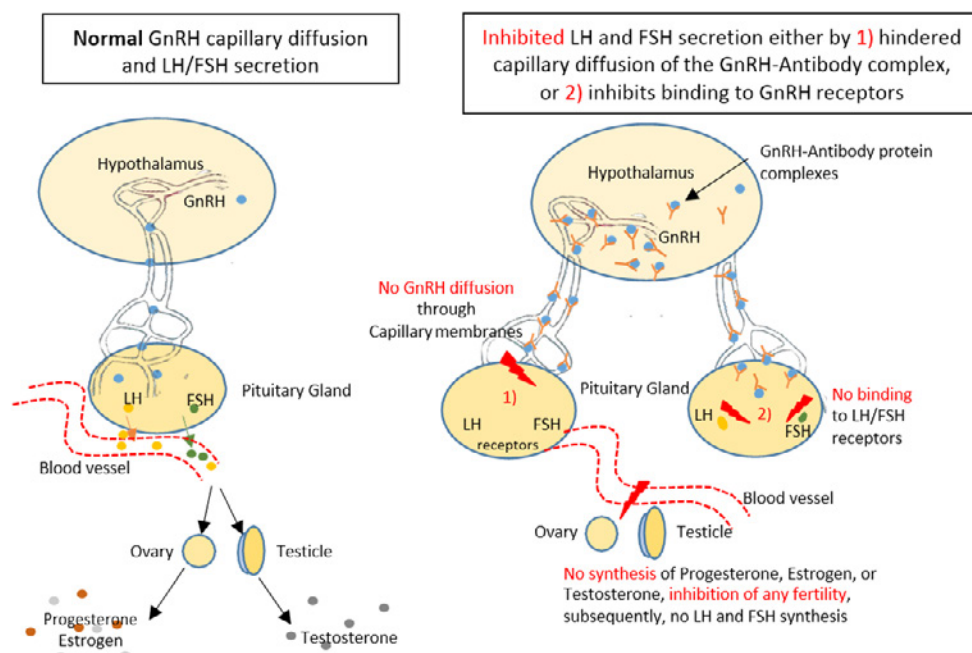 Normal GnRH capillary diffusion
and LH/FSH secretion
Hypothalamus
GnRH
LH
FSH
Pituitary Gland
Blood vessel
Ovary
Testicle
Progesterone
Estrogen
Testosterone
Inhibited LH and FSH secretion either by 1) hindered
capillary diffusion of the GnRH-Antibody complex,
or 2) inhibits binding to GnRH receptors
GnRH-Antibody protein
complexes
Hypothalamus
GnRH
No GnRH diffusion
through
Capillary membranes
1)
LH
FSH
receptors
Pituitary Gland
LH
2)
FSH
No binding
to LH/FSH
receptors
Blood vessel
Ovary
Testicle
No synthesis of Progesterone, Estrogen, or
Testosterone, inhibition of any fertility,
subsequently, no LH and FSH synthesis